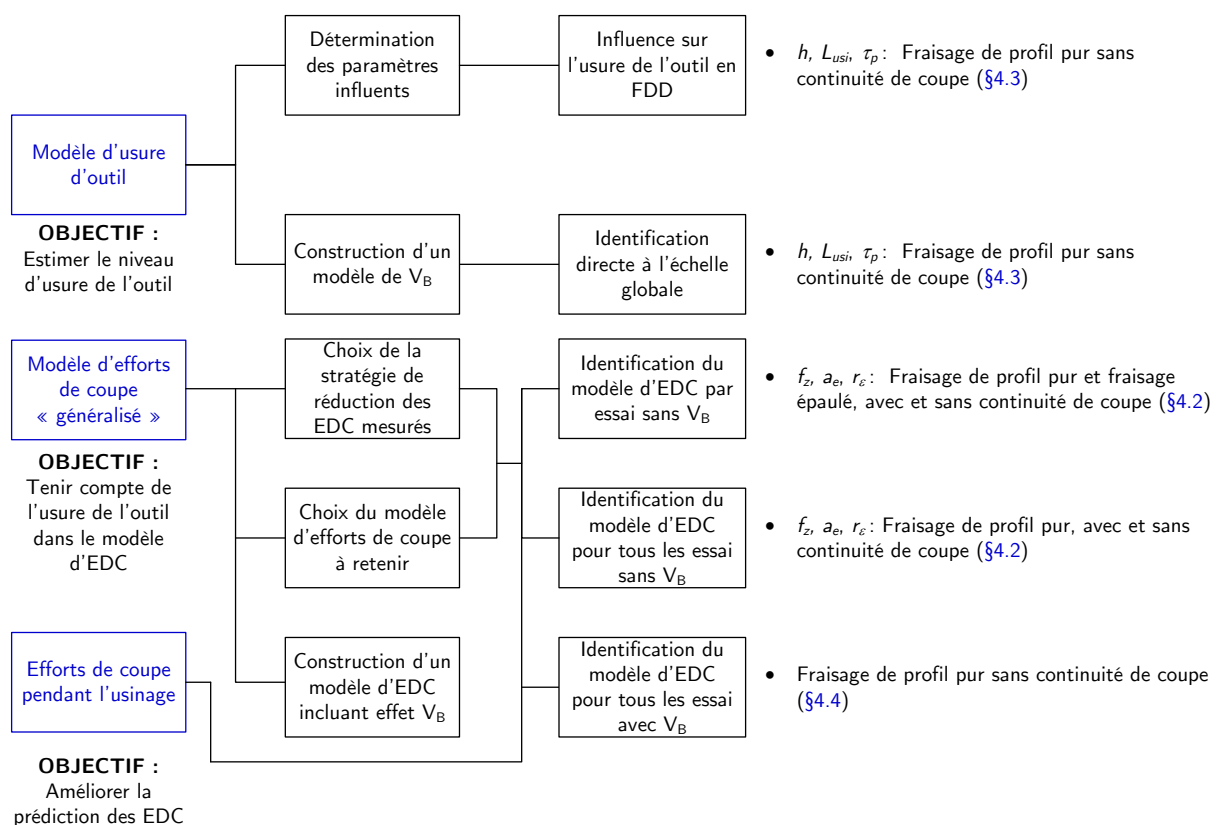 Détermination
des paramètres
influents
Influence sur
l'usure de l'outil en
FDD
• h, Lusi, τp : Fraisage de profil pur sans
continuité de coupe (§4.3)
Modèle d'usure
d'outil
OBJECTIF :
Estimer le niveau
d'usure de l'outil
Construction d'un
modèle de VB
Identification
directe à l'échelle
globale
• h, Lusi, τp : Fraisage de profil pur sans
continuité de coupe (§4.3)
Modèle d'efforts
de coupe
« généralisé »
OBJECTIF :
Tenir compte de
l'usure de l'outil
dans le modèle
d'EDC
Choix de la
stratégie de
réduction des
EDC mesurés
Identification du
modèle d'EDC par
essai sans VB
• fz, ae, rε : Fraisage de profil pur et fraisage
épaulé, avec et sans continuité de coupe (§4.2)
Choix du modèle
d'efforts de coupe
à retenir
Identification du
modèle d'EDC
pour tous les essai
sans VB
• fz, ae, rε : Fraisage de profil pur, avec et sans
continuité de coupe (§4.2)
Efforts de coupe
pendant l'usinage
OBJECTIF :
Améliorer la
prédiction des EDC
Construction d'un
modèle d'EDC
incluant effet VB
Identification du
modèle d'EDC
pour tous les essai
avec VB
• Fraisage de profil pur sans continuité de coupe
(§4.4)